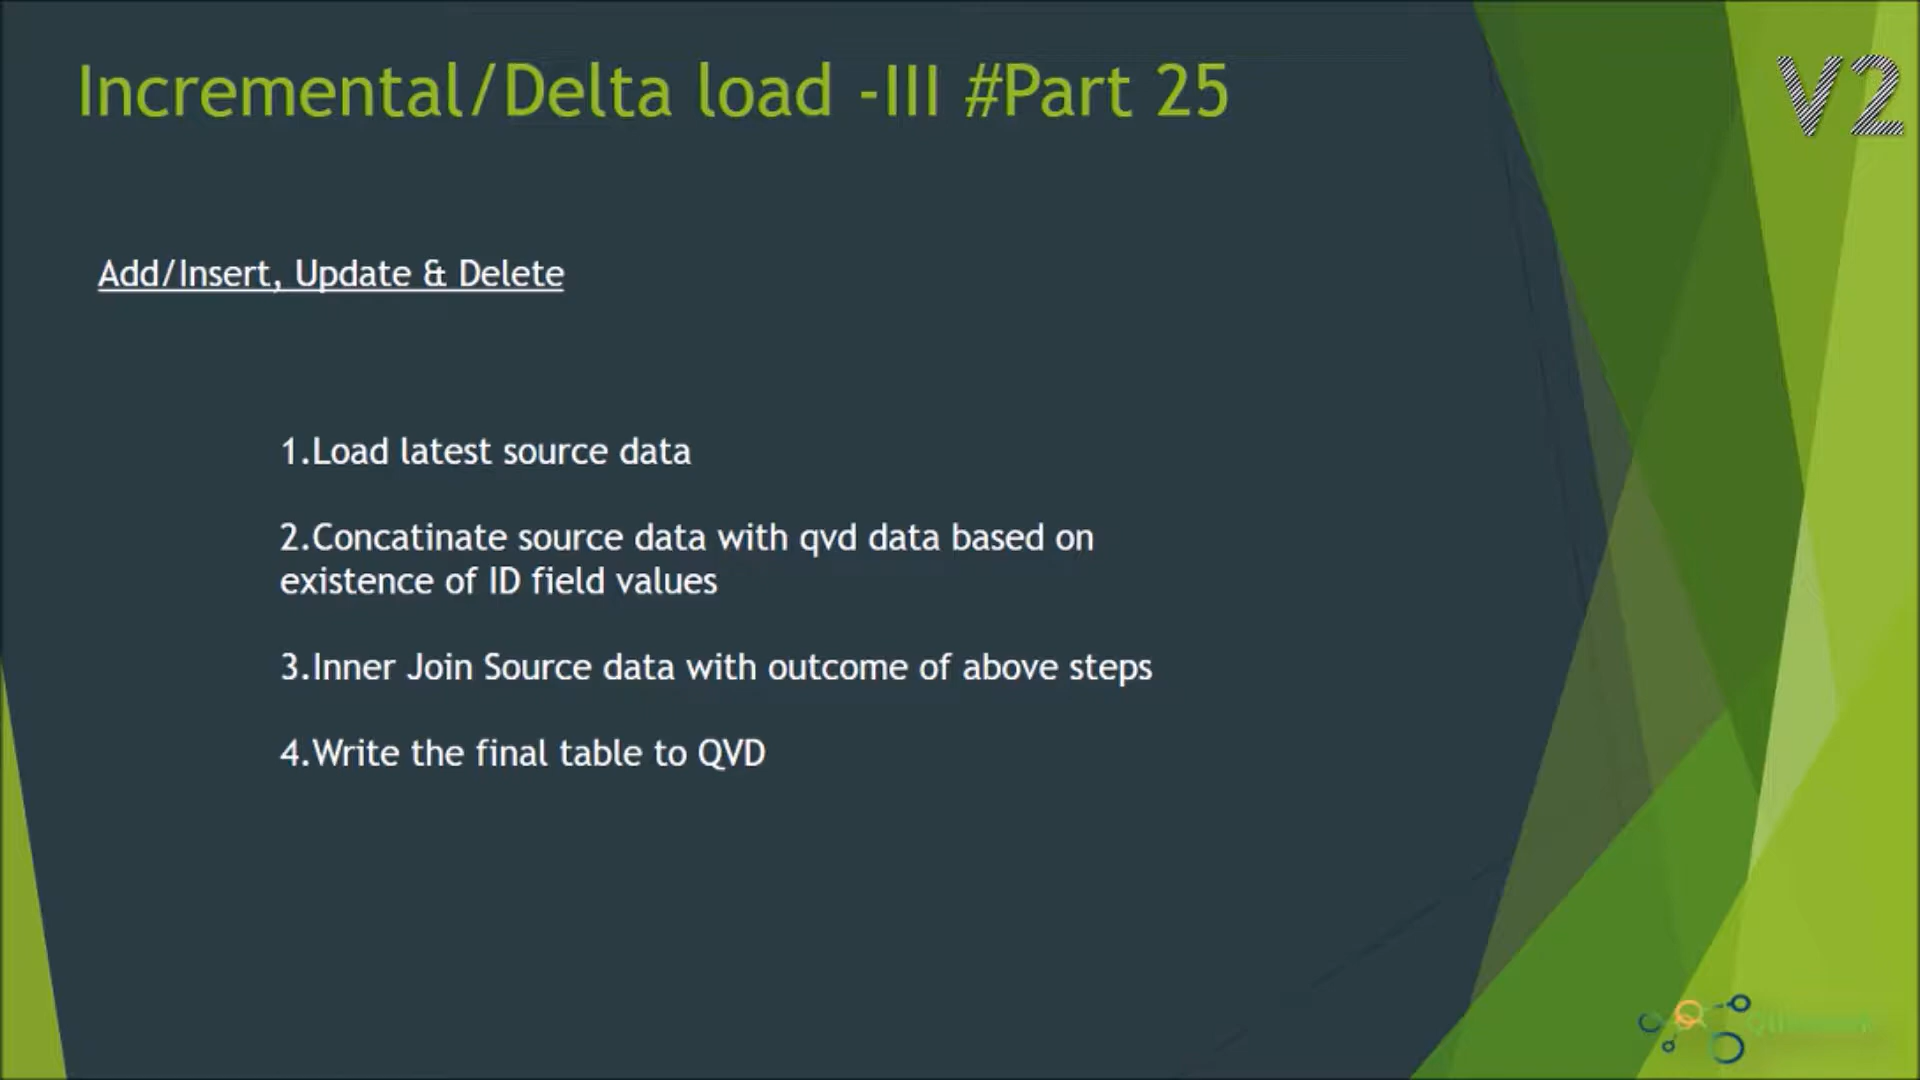 Incremental/Delta load -III #Part 25
V2
Add/Insert, Update & Delete
1.Load latest source data
2.Concatinate source data with qvd data based on
existence of ID field values
3.Inner Join Source data with outcome of above steps
4.Write the final table to QVD